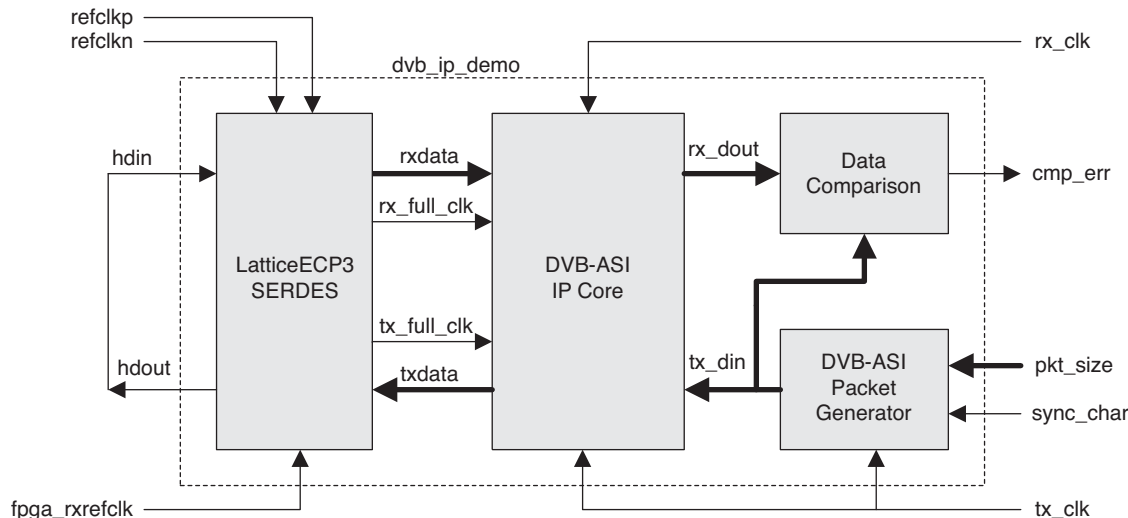 refclkp
refclkn
rx_clk
dvb_ip_demo
hdin
rxdata
rx_dout
Data
Comparison
cmp_err
rx_full_clk
LatticeECP3
SERDES
DVB-ASI
IP Core
tx_full_clk
hdout
txdata
tx_din
DVB-ASI
Packet
Generator
pkt_size
sync_char
fpga_rxrefclk
tx_clk